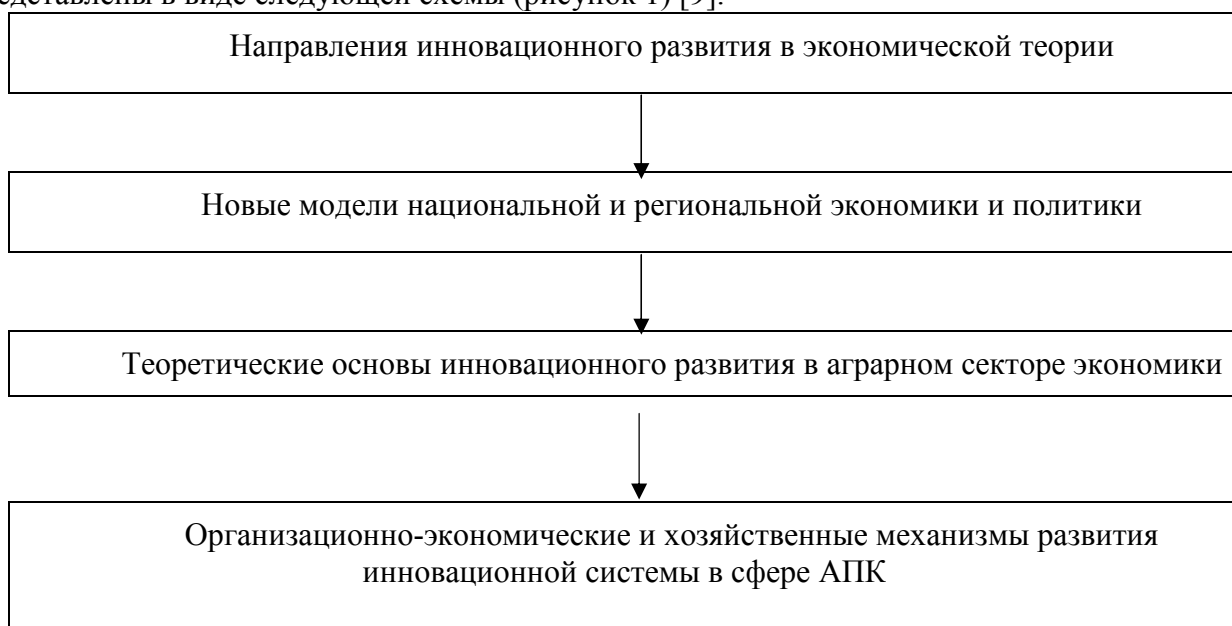 представлены в виде следующей схемы (рисунок 1) [9].
Направления инновационного развития в экономической теории
Новые модели национальной и региональной экономики и политики
Теоретические основы инновационного развития в аграрном секторе экономики
Организационно-экономические и хозяйственные механизмы развития
инновационной системы в сфере АПК